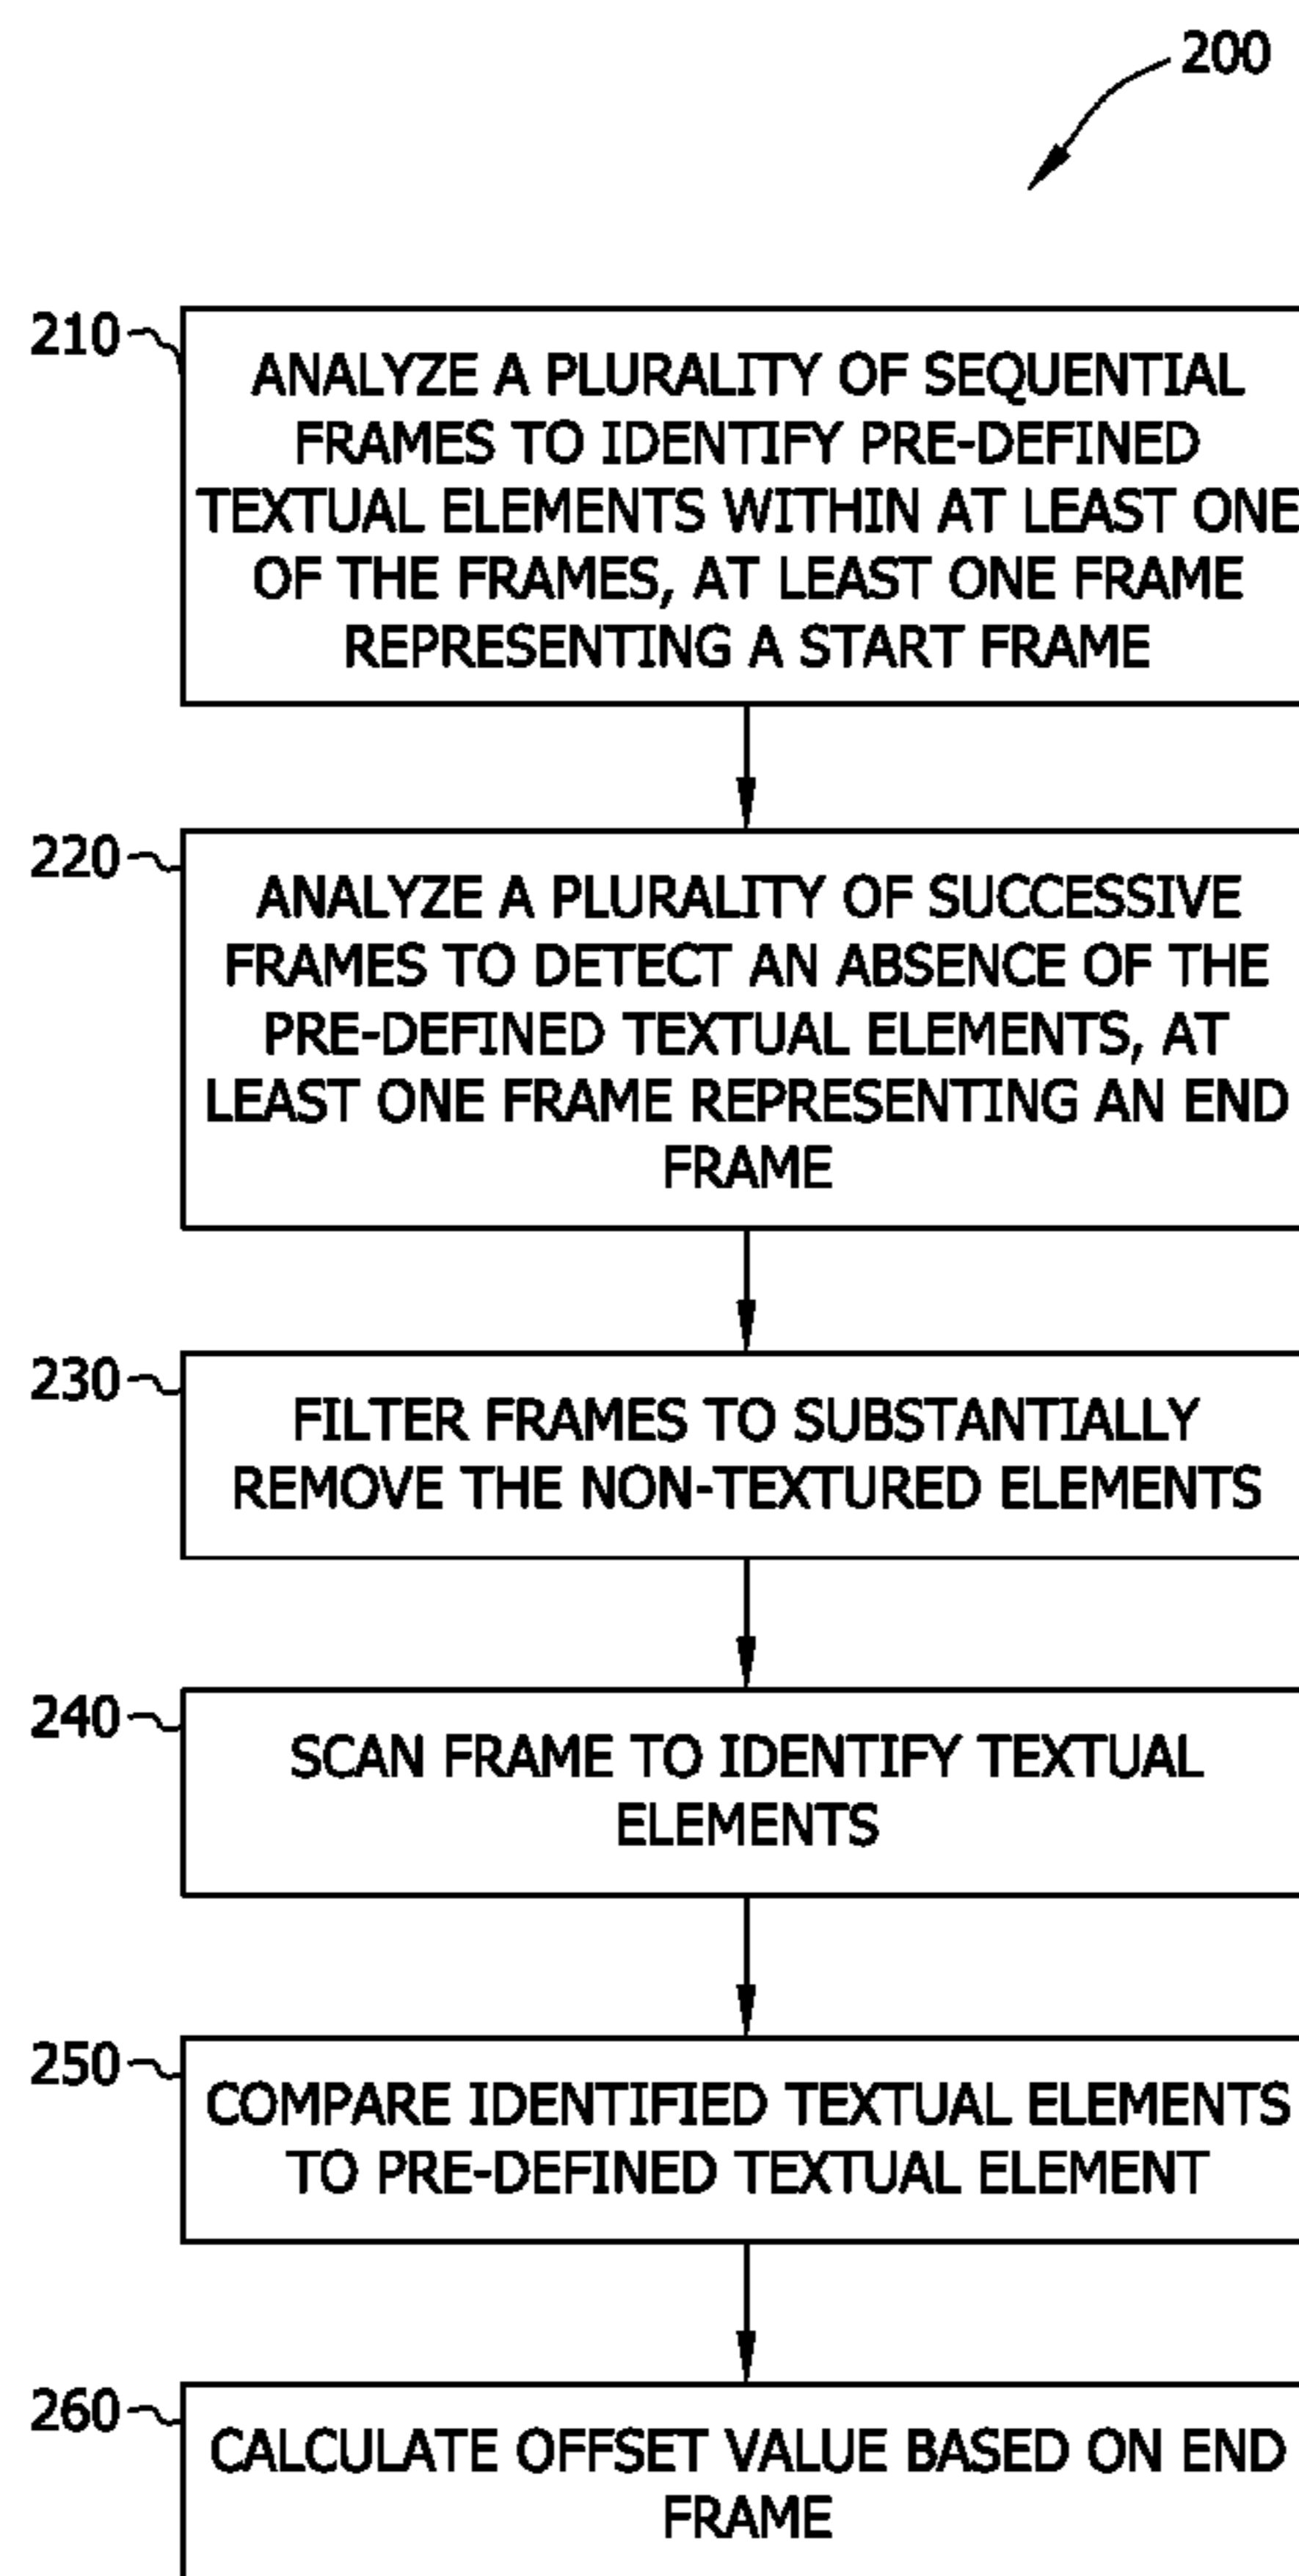 200
210
ANALYZE A PLURALITY OF SEQUENTIAL
FRAMES TO IDENTIFY PRE-DEFINED
TEXTUAL ELEMENTS WITHIN AT LEAST ONE
OF THE FRAMES, AT LEAST ONE FRAME
REPRESENTING A START FRAME
220
ANALYZE A PLURALITY OF SUCCESSIVE
FRAMES TO DETECT AN ABSENCE OF THE
PRE-DEFINED TEXTUAL ELEMENTS, AT
LEAST ONE FRAME REPRESENTING AN END
FRAME
230
FILTER FRAMES TO SUBSTANTIALLY
REMOVE THE NON-TEXTURED ELEMENTS
240
SCAN FRAME TO IDENTIFY TEXTUAL
ELEMENTS
250
COMPARE IDENTIFIED TEXTUAL ELEMENTS
TO PRE-DEFINED TEXTUAL ELEMENT
260
CALCULATE OFFSET VALUE BASED ON END
FRAME